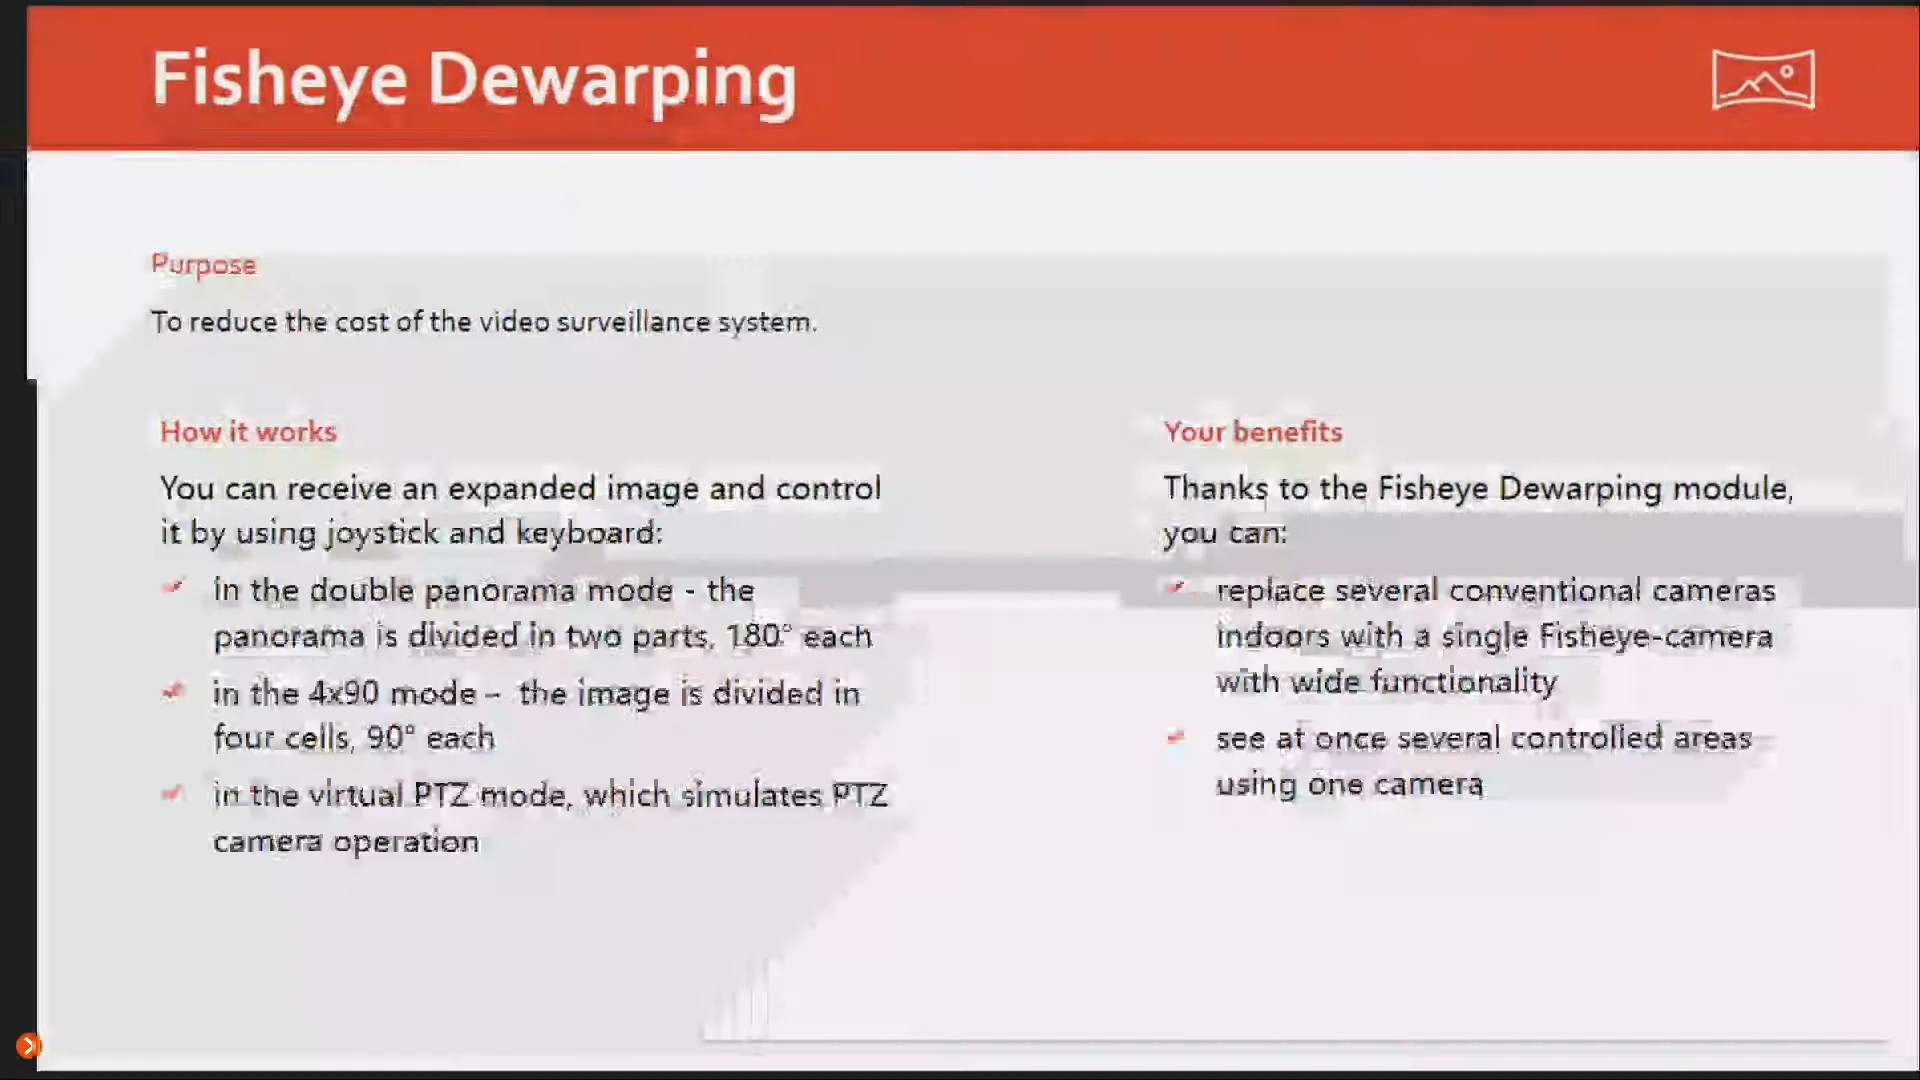 Fisheye Dewarping
Purpose
To reduce the cost of the video surveillance system.
How it works
You can receive an expanded image and control
it by using joystick and keyboard:
in the double panorama mode - the
panorama is divided in two parts, 180° each
in the 4x90 mode – the image is divided in
four cells, 90° each
in the virtual PTZ mode, which simulates PTZ
camera operation
Your benefits
Thanks to the Fisheye Dewarping module,
you can:
replace several conventional cameras
indoors with a single Fisheye-camera
with wide functionality
see at once several controlled areas
using one camera